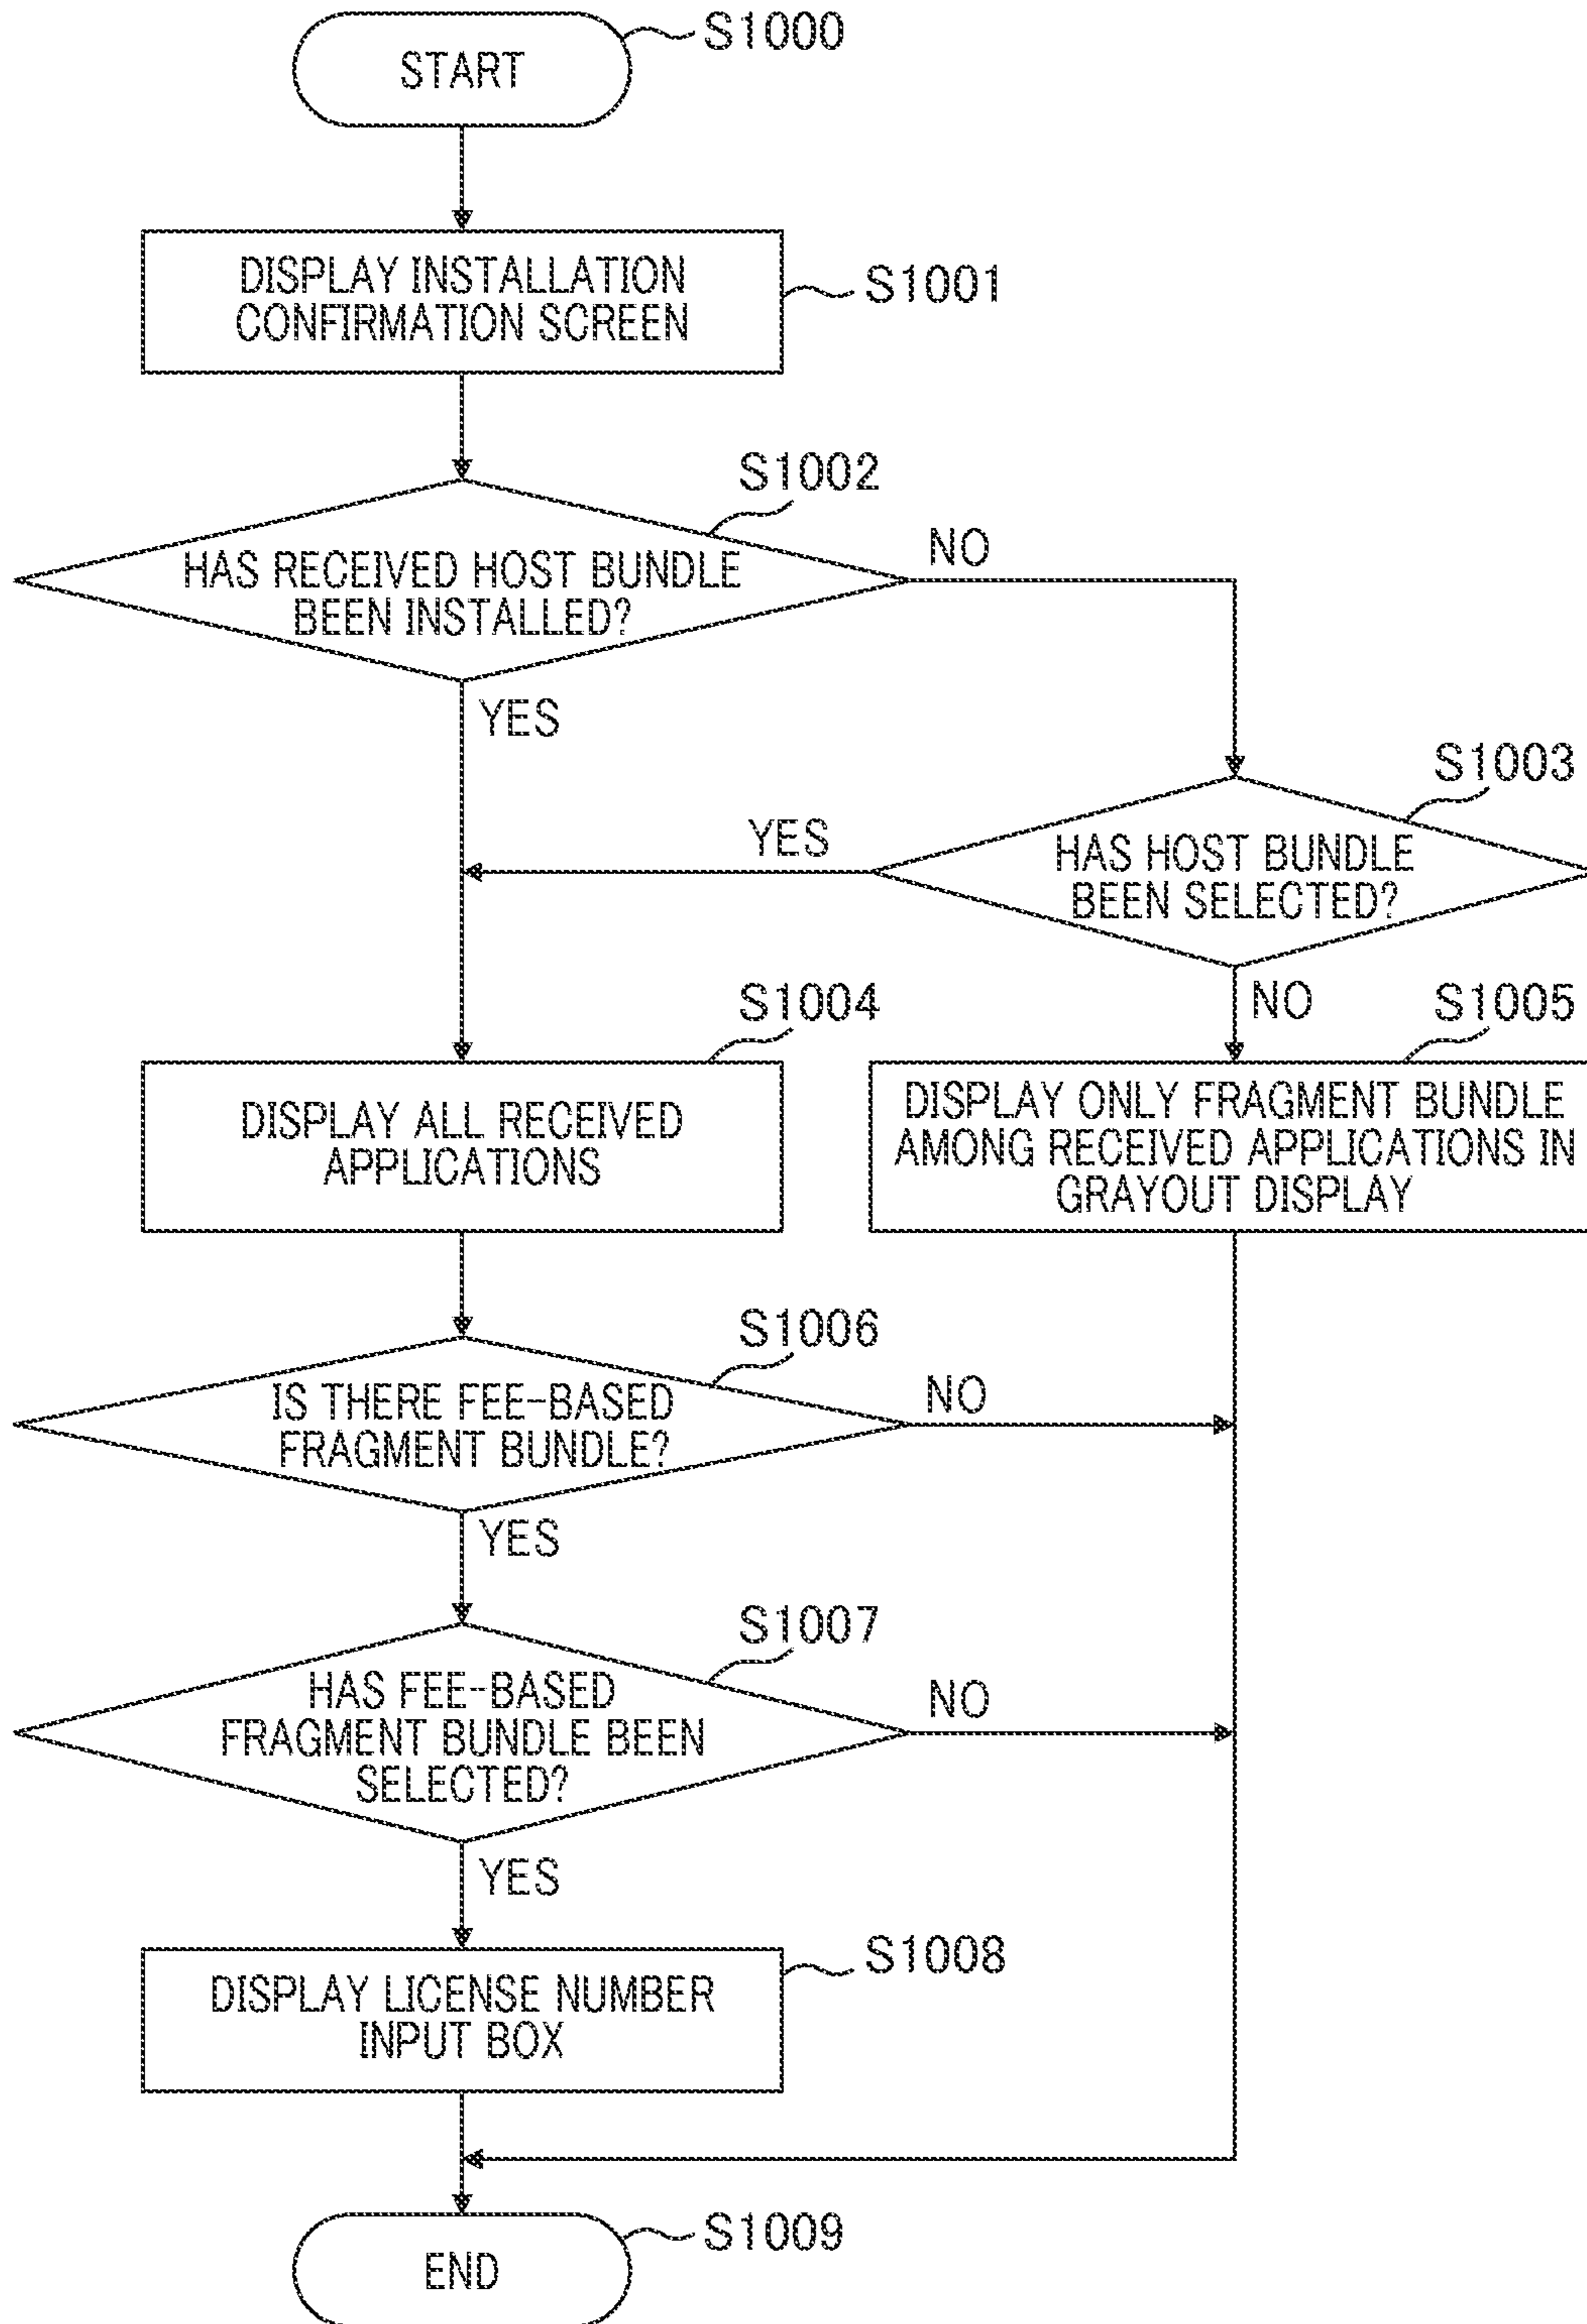 S1000
START
DISPLAY INSTALLATION
CONFIRMATION SCREEN
S1001
S1002
HAS RECEIVED HOST BUNDLE
BEEN INSTALLED?
NO
YES
S1003
HAS HOST BUNDLE
BEEN SELECTED?
YES
NO
S1004
DISPLAY ALL RECEIVED
APPLICATIONS
S1005
DISPLAY ONLY FRAGMENT BUNDLE
AMONG RECEIVED APPLICATIONS IN
GRAYOUT DISPLAY
S1006
IS THERE FEE-BASED
FRAGMENT BUNDLE?
NO
YES
S1007
HAS FEE-BASED
FRAGMENT BUNDLE BEEN
SELECTED?
NO
YES
S1008
DISPLAY LICENSE NUMBER
INPUT BOX
S1009
END